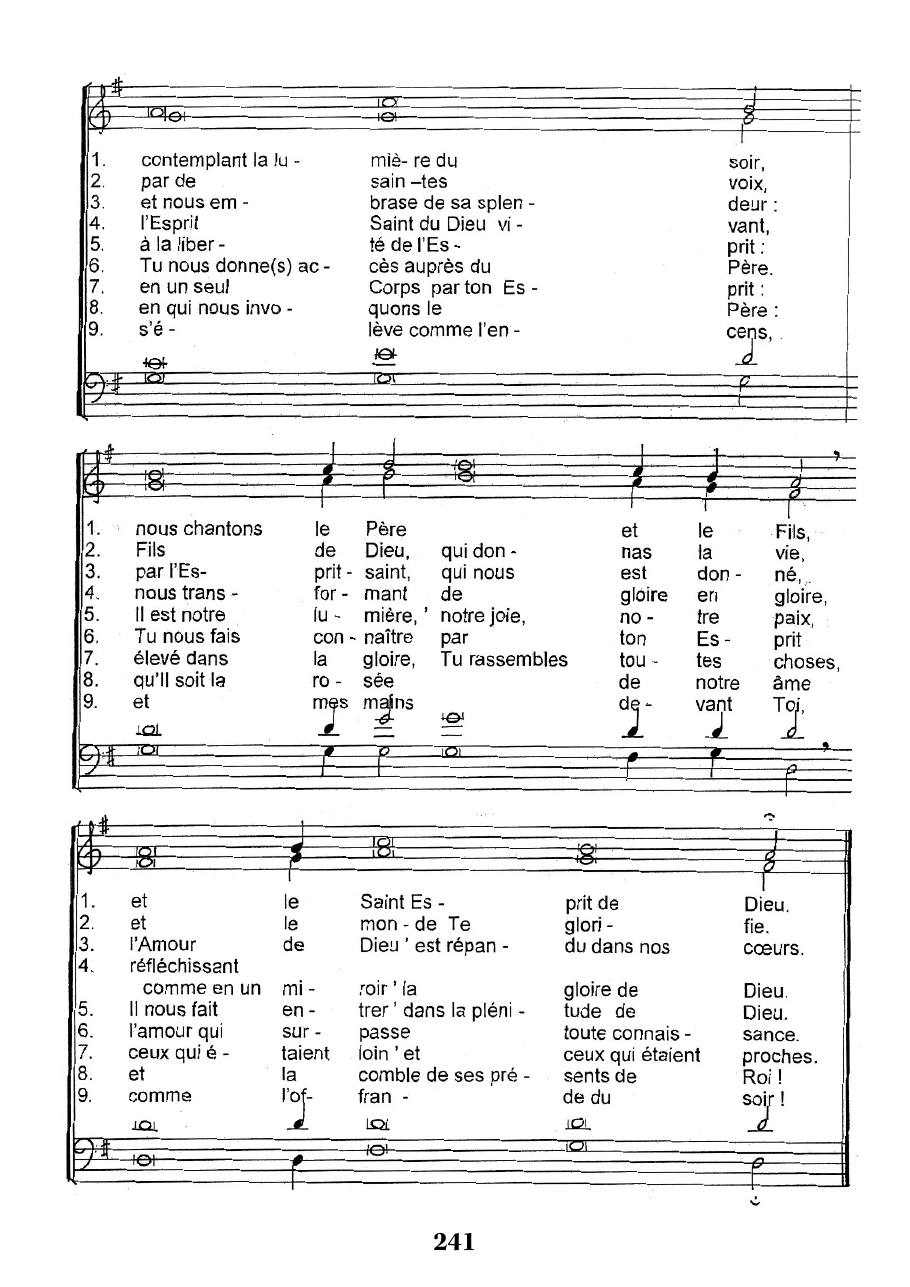 1. contemplant la lu - miè- re du soir,
2. par de sain –tes voix,
3. et nous em - brase de sa splen - deur :
4. l'Esprit Saint du Dieu vi - vant,
5. à la liber - té de l'Es - prit :
6. Tu nous donne(s) ac - cès auprès du Père.
7. en un seul Corps par ton Es - prit :
8. en qui nous invo - quons le Père :
9. s'é - lève comme l'en - cens,
1. nous chantons le Père et le Fils,
2. Fils de Dieu, qui don - nas la vie,
3. par l'Es- prit - saint, qui nous est don - né,
4. nous trans - for - mant de gloire en gloire,
5. Il est notre lu - mière, ' notre joie, no - tre paix,
6. Tu nous fais con - naître par ton Es - prit
7. élevé dans la gloire, Tu rassembles tou - tes choses,
8. qu'Il soit la ro - sée de notre âme
9. et mes mains de - vant Toi,
1. et le Saint Es - prit de Dieu.
2. et le mon - de Te glori - fie.
3. l'Amour de Dieu ' est répan - du dans nos cœurs.
4. réfléchissant
comme en un mi - roir ' la gloire de Dieu.
5. Il nous fait en - trer ' dans la pléni - tude de Dieu.
6. l'amour qui sur - passe toute connais - sance.
7. ceux qui é - taient loin ' et ceux qui étaient proches.
8. et la comble de ses pré - sents de Roi !
9. comme l'of- fran - de du soir !
241